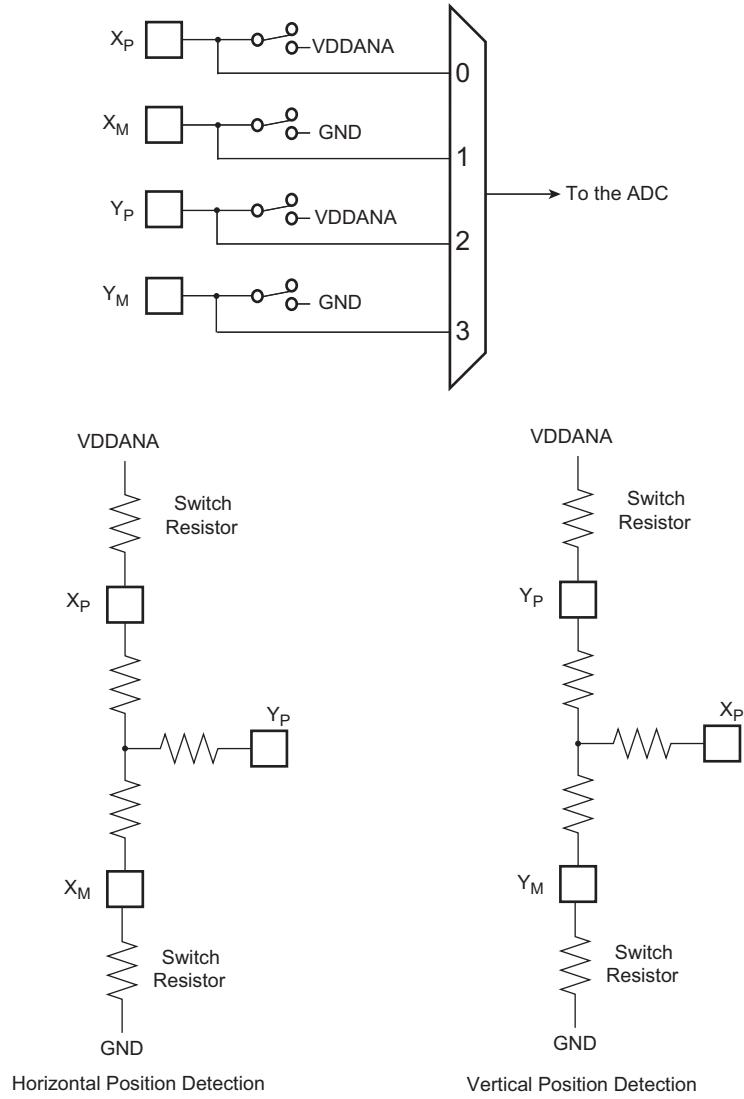 XP
VDDANA
0
XM
GND
1
To the ADC
YP
VDDANA
2
YM
GND
3
VDDANA
Switch
Resistor
XP
YP
XM
Switch
Resistor
GND
Horizontal Position Detection
VDDANA
Switch
Resistor
YP
XP
YM
Switch
Resistor
GND
Vertical Position Detection